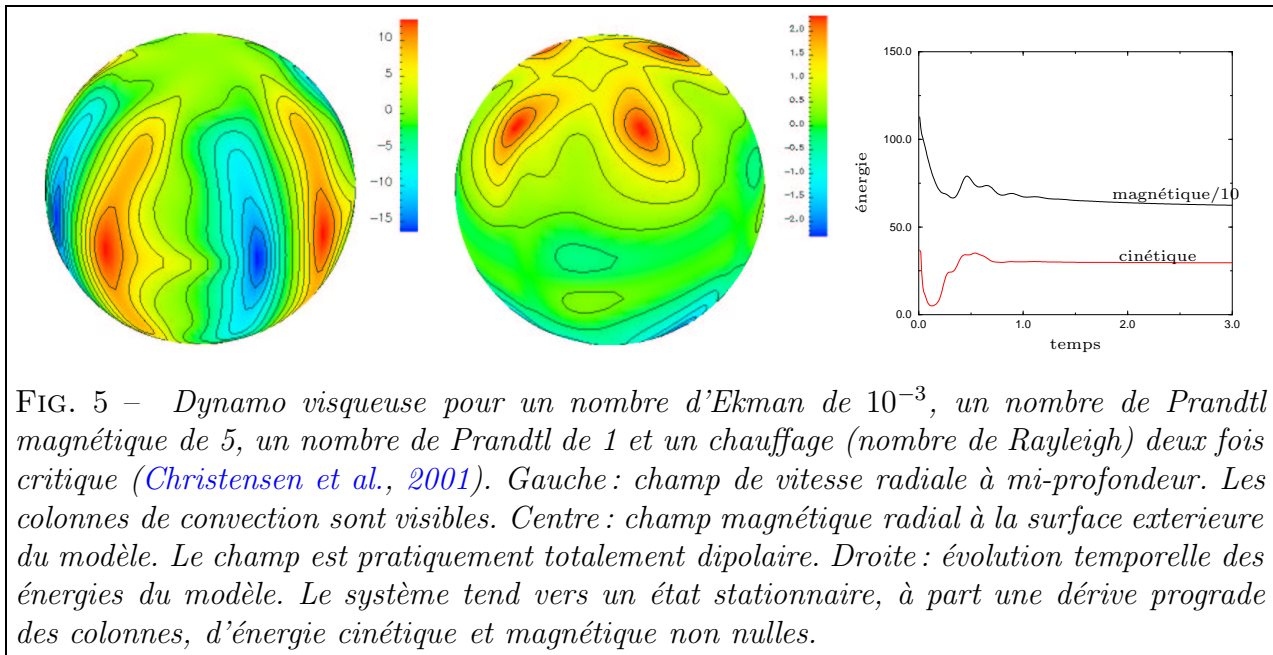 10
5
0
−5
−10
−15
2.0
1.5
1.0
0.5
0.0
−0.5
−1.0
−1.5
−2.0
150.0
100.0
50.0
0.0
énergie
magnétique/10
cinétique
0.0 1.0 2.0 3.0
temps
FIG. 5 – Dynamo visqueuse pour un nombre d'Ekman de 10⁻³, un nombre de Prandtl
magnétique de 5, un nombre de Prandtl de 1 et un chauffage (nombre de Rayleigh) deux fois
critique (Christensen et al., 2001). Gauche : champ de vitesse radiale à mi-profondeur. Les
colonnes de convection sont visibles. Centre : champ magnétique radial à la surface exterieure
du modèle. Le champ est pratiquement totalement dipolaire. Droite : évolution temporelle des
énergies du modèle. Le système tend vers un état stationnaire, à part une dérive prograde
des colonnes, d'énergie cinétique et magnétique non nulles.